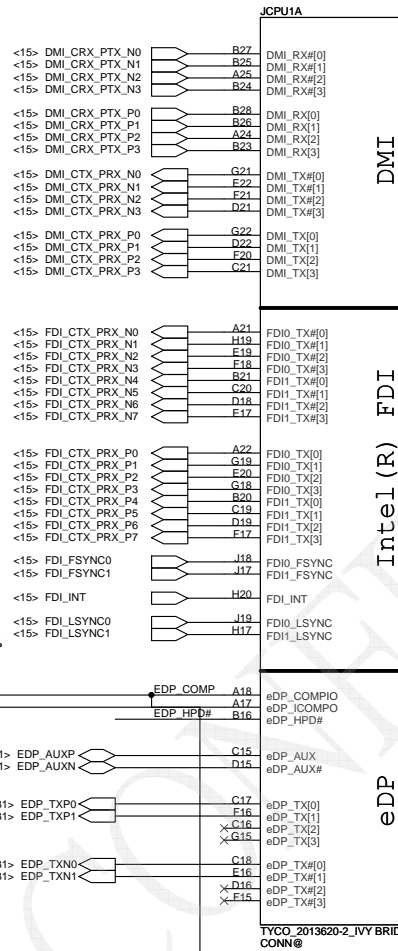 JCPU1A
<15> DMI_CRX_PTX_N0 B27 DMI_RX#[0]
<15> DMI_CRX_PTX_N1 B25 DMI_RX#[1]
<15> DMI_CRX_PTX_N2 A25 DMI_RX#[2]
<15> DMI_CRX_PTX_N3 B24 DMI_RX#[3]
<15> DMI_CRX_PTX_P0 B28 DMI_RX[0]
<15> DMI_CRX_PTX_P1 B26 DMI_RX[1]
<15> DMI_CRX_PTX_P2 A24 DMI_RX[2]
<15> DMI_CRX_PTX_P3 B23 DMI_RX[3]
DMI
<15> DMI_CTX_PRX_N0 G21 DMI_TX#[0]
<15> DMI_CTX_PRX_N1 E22 DMI_TX#[1]
<15> DMI_CTX_PRX_N2 F21 DMI_TX#[2]
<15> DMI_CTX_PRX_N3 D21 DMI_TX#[3]
<15> DMI_CTX_PRX_P0 G22 DMI_TX[0]
<15> DMI_CTX_PRX_P1 D22 DMI_TX[1]
<15> DMI_CTX_PRX_P2 F20 DMI_TX[2]
<15> DMI_CTX_PRX_P3 C21 DMI_TX[3]
<15> FDI_CTX_PRX_N0 A21 FDI0_TX#[0]
<15> FDI_CTX_PRX_N1 H19 FDI0_TX#[1]
<15> FDI_CTX_PRX_N2 E19 FDI0_TX#[2]
<15> FDI_CTX_PRX_N3 F18 FDI0_TX#[3]
<15> FDI_CTX_PRX_N4 B21 FDI1_TX#[0]
<15> FDI_CTX_PRX_N5 C20 FDI1_TX#[1]
<15> FDI_CTX_PRX_N6 D18 FDI1_TX#[2]
<15> FDI_CTX_PRX_N7 E17 FDI1_TX#[3]
Intel(R) FDI
<15> FDI_CTX_PRX_P0 A22 FDI0_TX[0]
<15> FDI_CTX_PRX_P1 G19 FDI0_TX[1]
<15> FDI_CTX_PRX_P2 E20 FDI0_TX[2]
<15> FDI_CTX_PRX_P3 G18 FDI0_TX[3]
<15> FDI_CTX_PRX_P4 B20 FDI1_TX[0]
<15> FDI_CTX_PRX_P5 C19 FDI1_TX[1]
<15> FDI_CTX_PRX_P6 D19 FDI1_TX[2]
<15> FDI_CTX_PRX_P7 F17 FDI1_TX[3]
<15> FDI_FSYNC0 J18 FDI0_FSYNC
<15> FDI_FSYNC1 J17 FDI1_FSYNC
<15> FDI_INT H20 FDI_INT
<15> FDI_LSYNC0 J19 FDI0_LSYNC
<15> FDI_LSYNC1 H17 FDI1_LSYNC
EDP_COMP A18 eDP_COMPIO
A17 eDP_ICOMPO
EDP_HPD# B16 eDP_HPD#
1> EDP_AUXP C15 eDP_AUX
1> EDP_AUXN D15 eDP_AUX#
eDP
31> EDP_TXP0 C17 eDP_TX[0]
31> EDP_TXP1 F16 eDP_TX[1]
C16 eDP_TX[2]
G15 eDP_TX[3]
31> EDP_TXN0 C18 eDP_TX#[0]
31> EDP_TXN1 E16 eDP_TX#[1]
D16 eDP_TX#[2]
F15 eDP_TX#[3]
TYCO_2013620-2_IVY BRID
CONN@